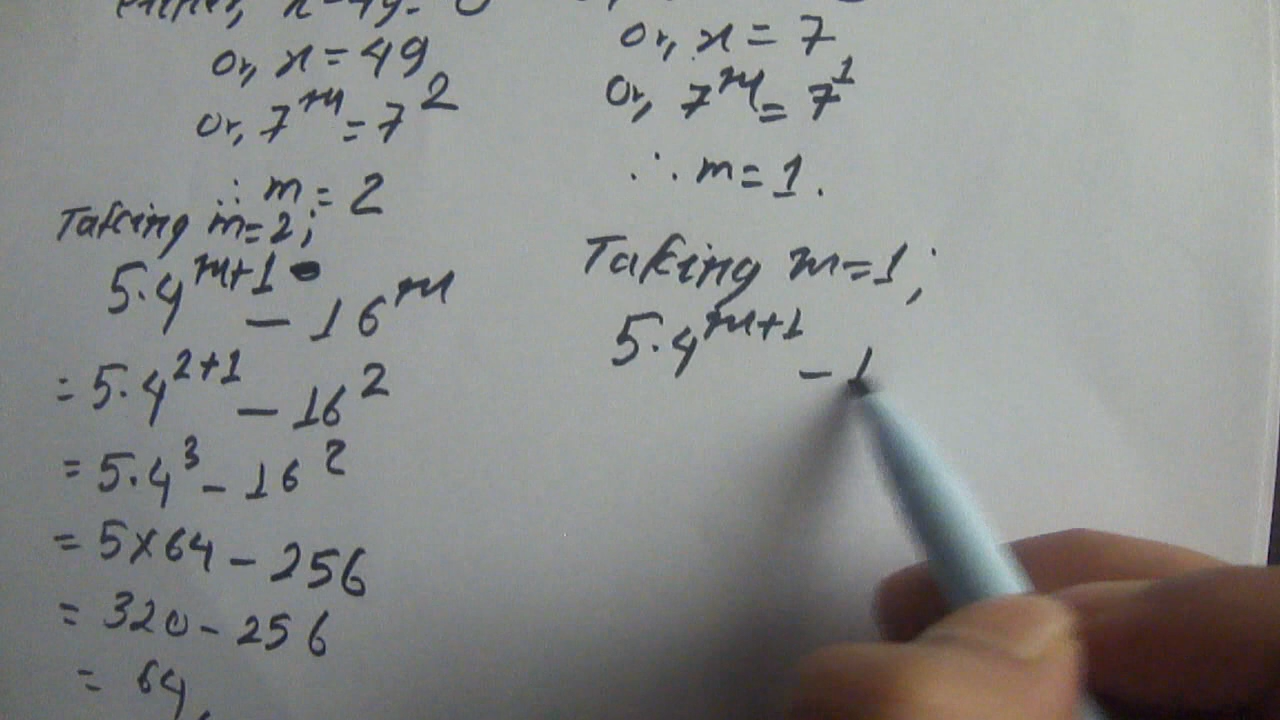 x-49=0
or, x=49
or, 7^m = 7^2
∴ m=2
Taking m=2;
5.4^m+1 - 16^m
= 5.4^2+1 - 16^2
= 5.4^3 - 16^2
= 5×64 - 256
= 320 - 256
= 64,
or, x = 7
Or, 7^m = 7^1
∴ m=1.
Taking m=1;
5.4^m+1 - 1